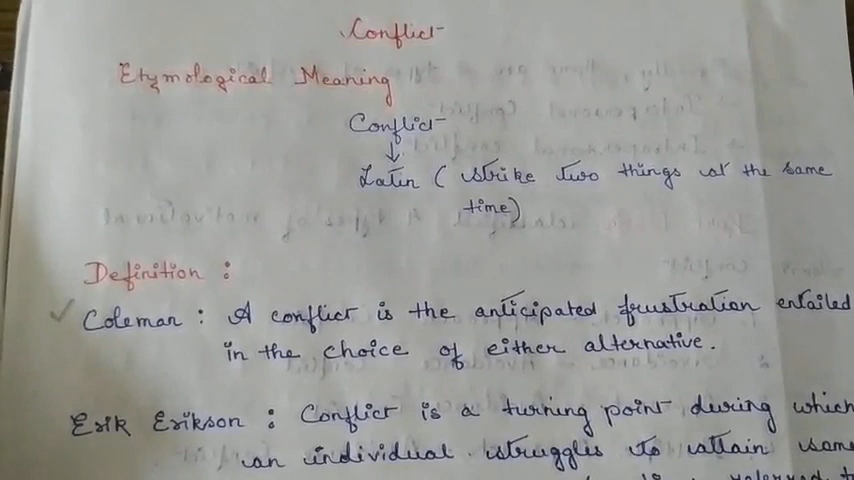 Conflict
Etymological Meaning
Conflict
↓
Latin ( strike two things at the same
time)
Definition :
✓ Coleman : A conflict is the anticipated frustration entailed
in the choice of either alternative.
Erik Erikson : Conflict is a turning point during which
an individual struggles to attain some